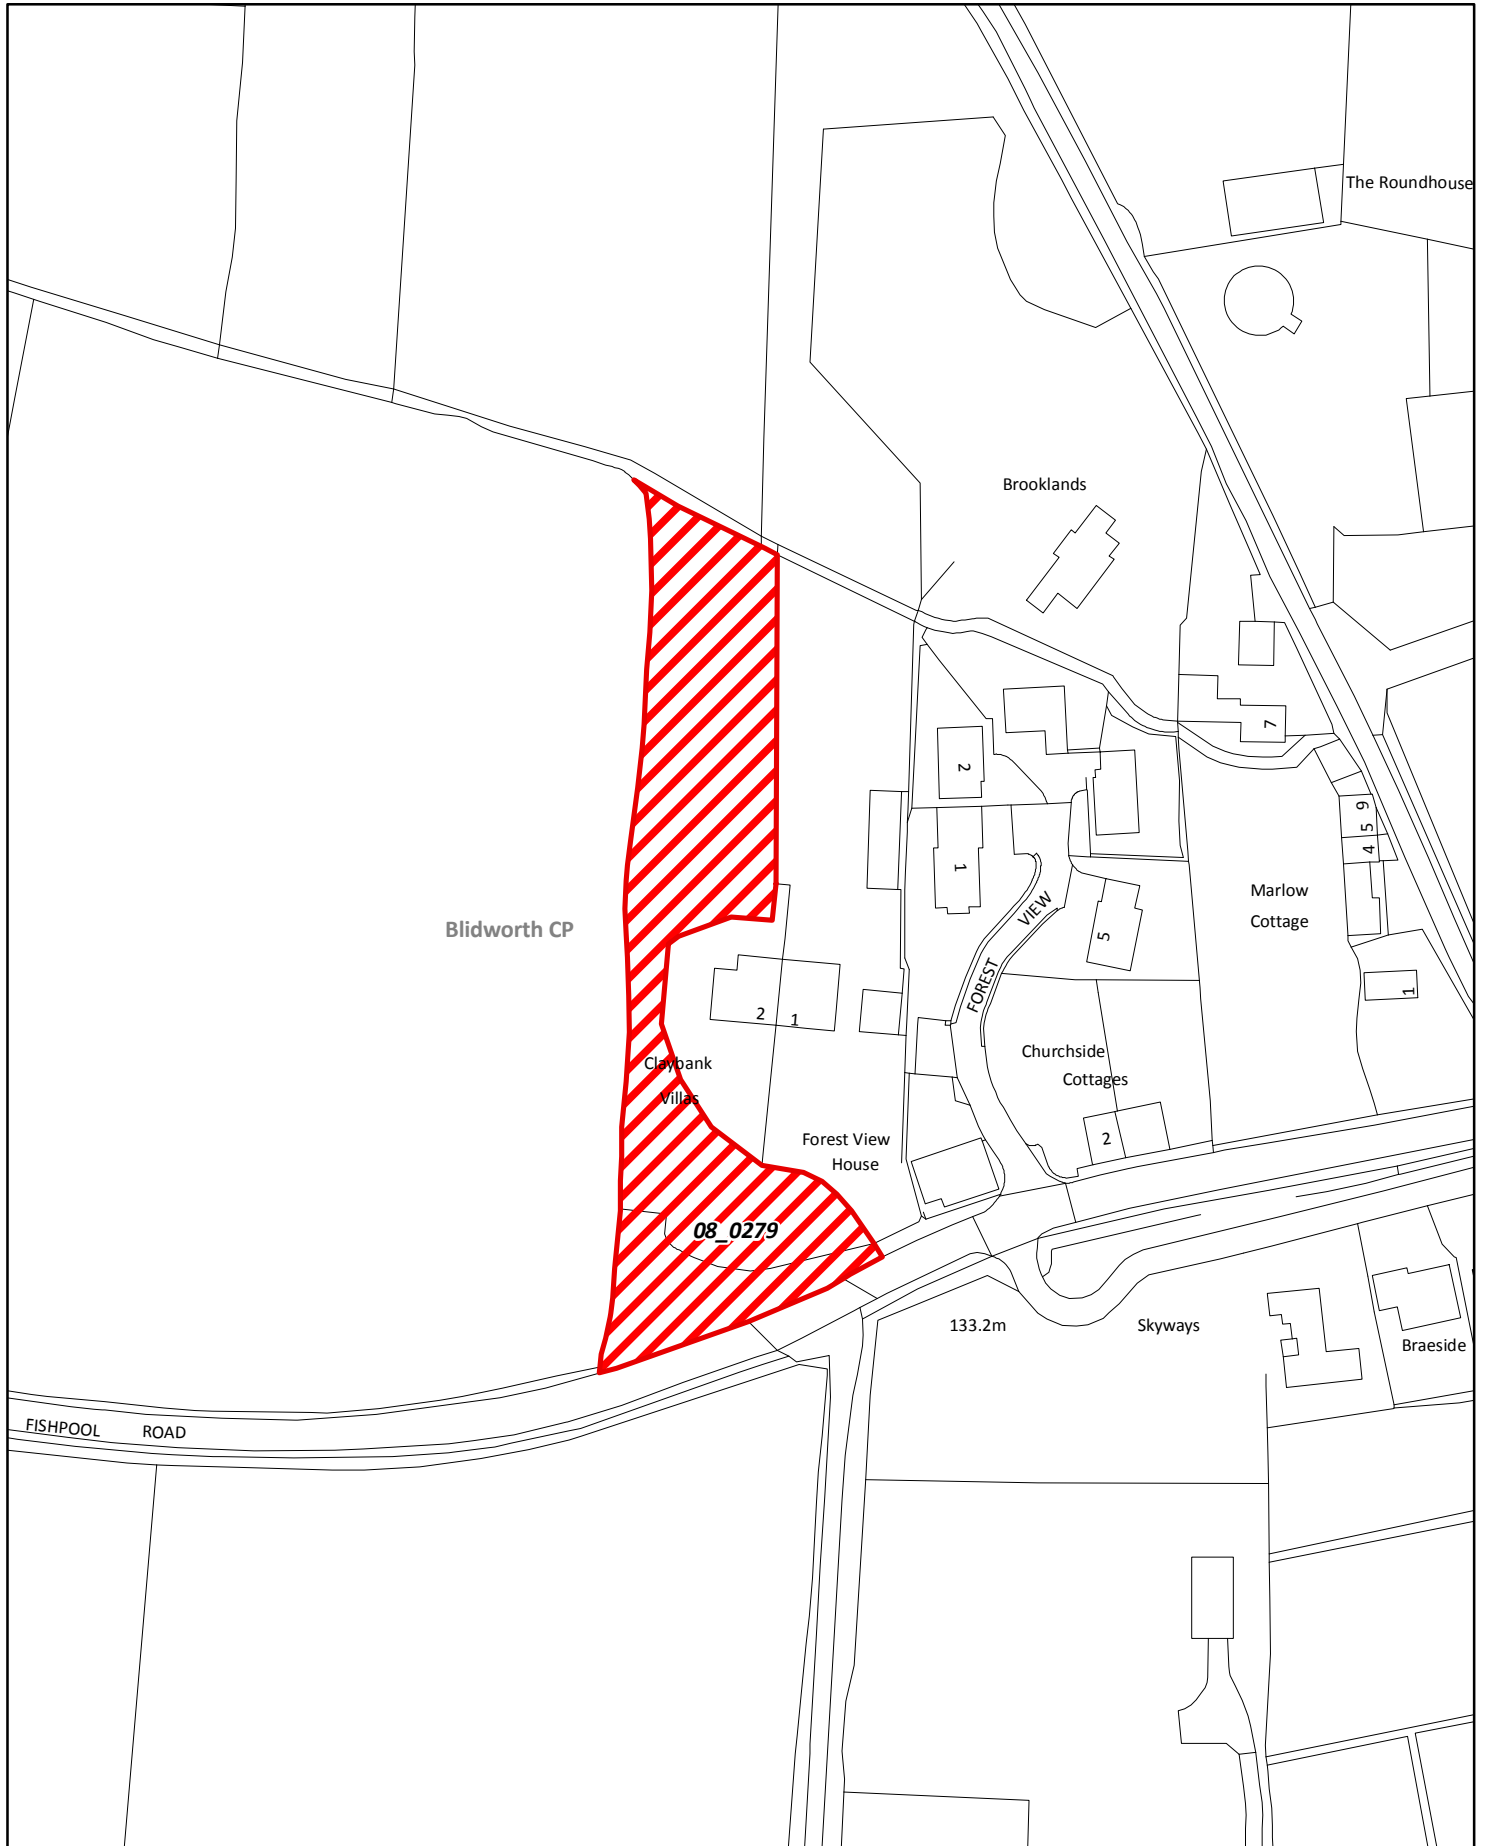 The Roundhouse
Brooklands
7
2
9
5
4
1
VIEW
Marlow
Cottage
Blidworth CP
5
FOREST
1
2
1
Churchside
Cottages
Claybank
Villas
Forest View
House
2
08_0279
133.2m
Skyways
Braeside
FISHPOOL ROAD